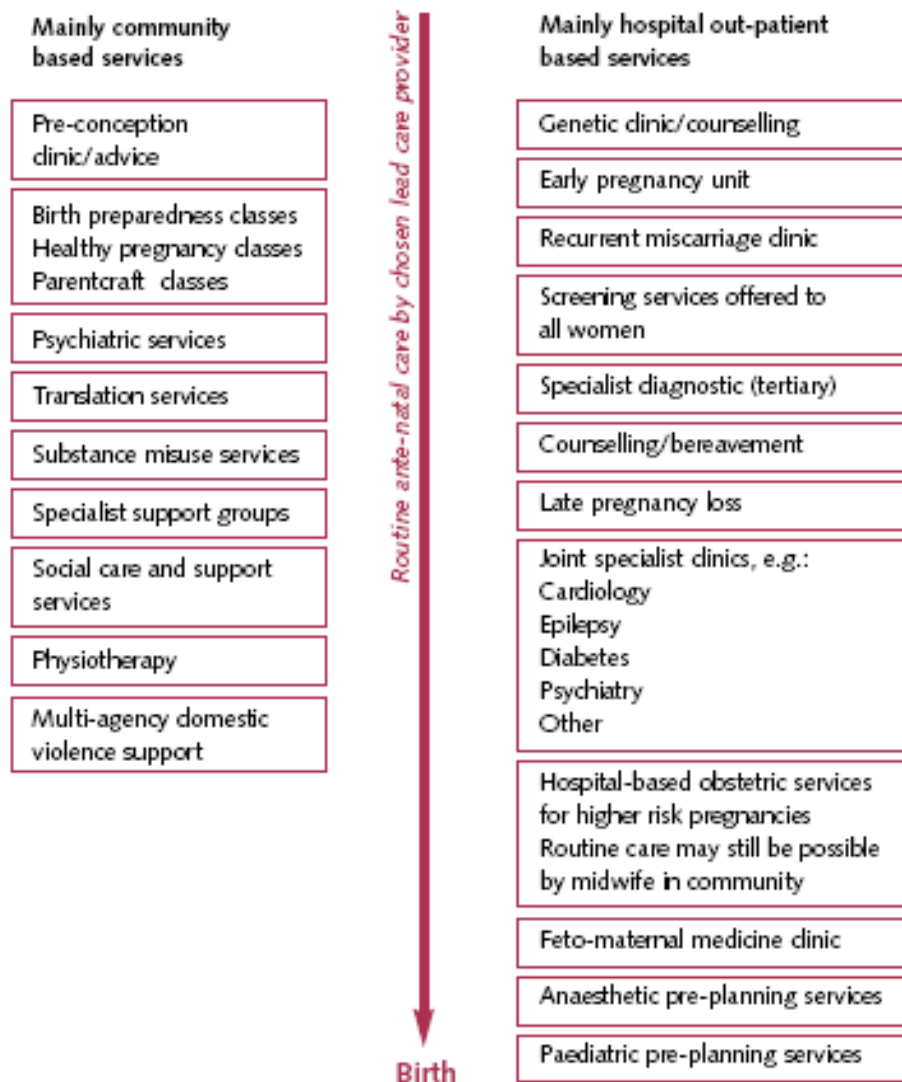 Mainly community
based services
Pre-conception
clinic/advice
Birth preparedness classes
Healthy pregnancy classes
Parentcraft classes
Psychiatric services
Translation services
Substance misuse services
Specialist support groups
Social care and support
services
Physiotherapy
Multi-agency domestic
violence support
Routine ante-natal care by chosen lead care provider
Birth
Mainly hospital out-patient
based services
Genetic clinic/counselling
Early pregnancy unit
Recurrent miscarriage clinic
Screening services offered to
all women
Specialist diagnostic (tertiary)
Counselling/bereavement
Late pregnancy loss
Joint specialist clinics, e.g.:
Cardiology
Epilepsy
Diabetes
Psychiatry
Other
Hospital-based obstetric services
for higher risk pregnancies
Routine care may still be possible
by midwife in community
Feto-maternal medicine clinic
Anaesthetic pre-planning services
Paediatric pre-planning services